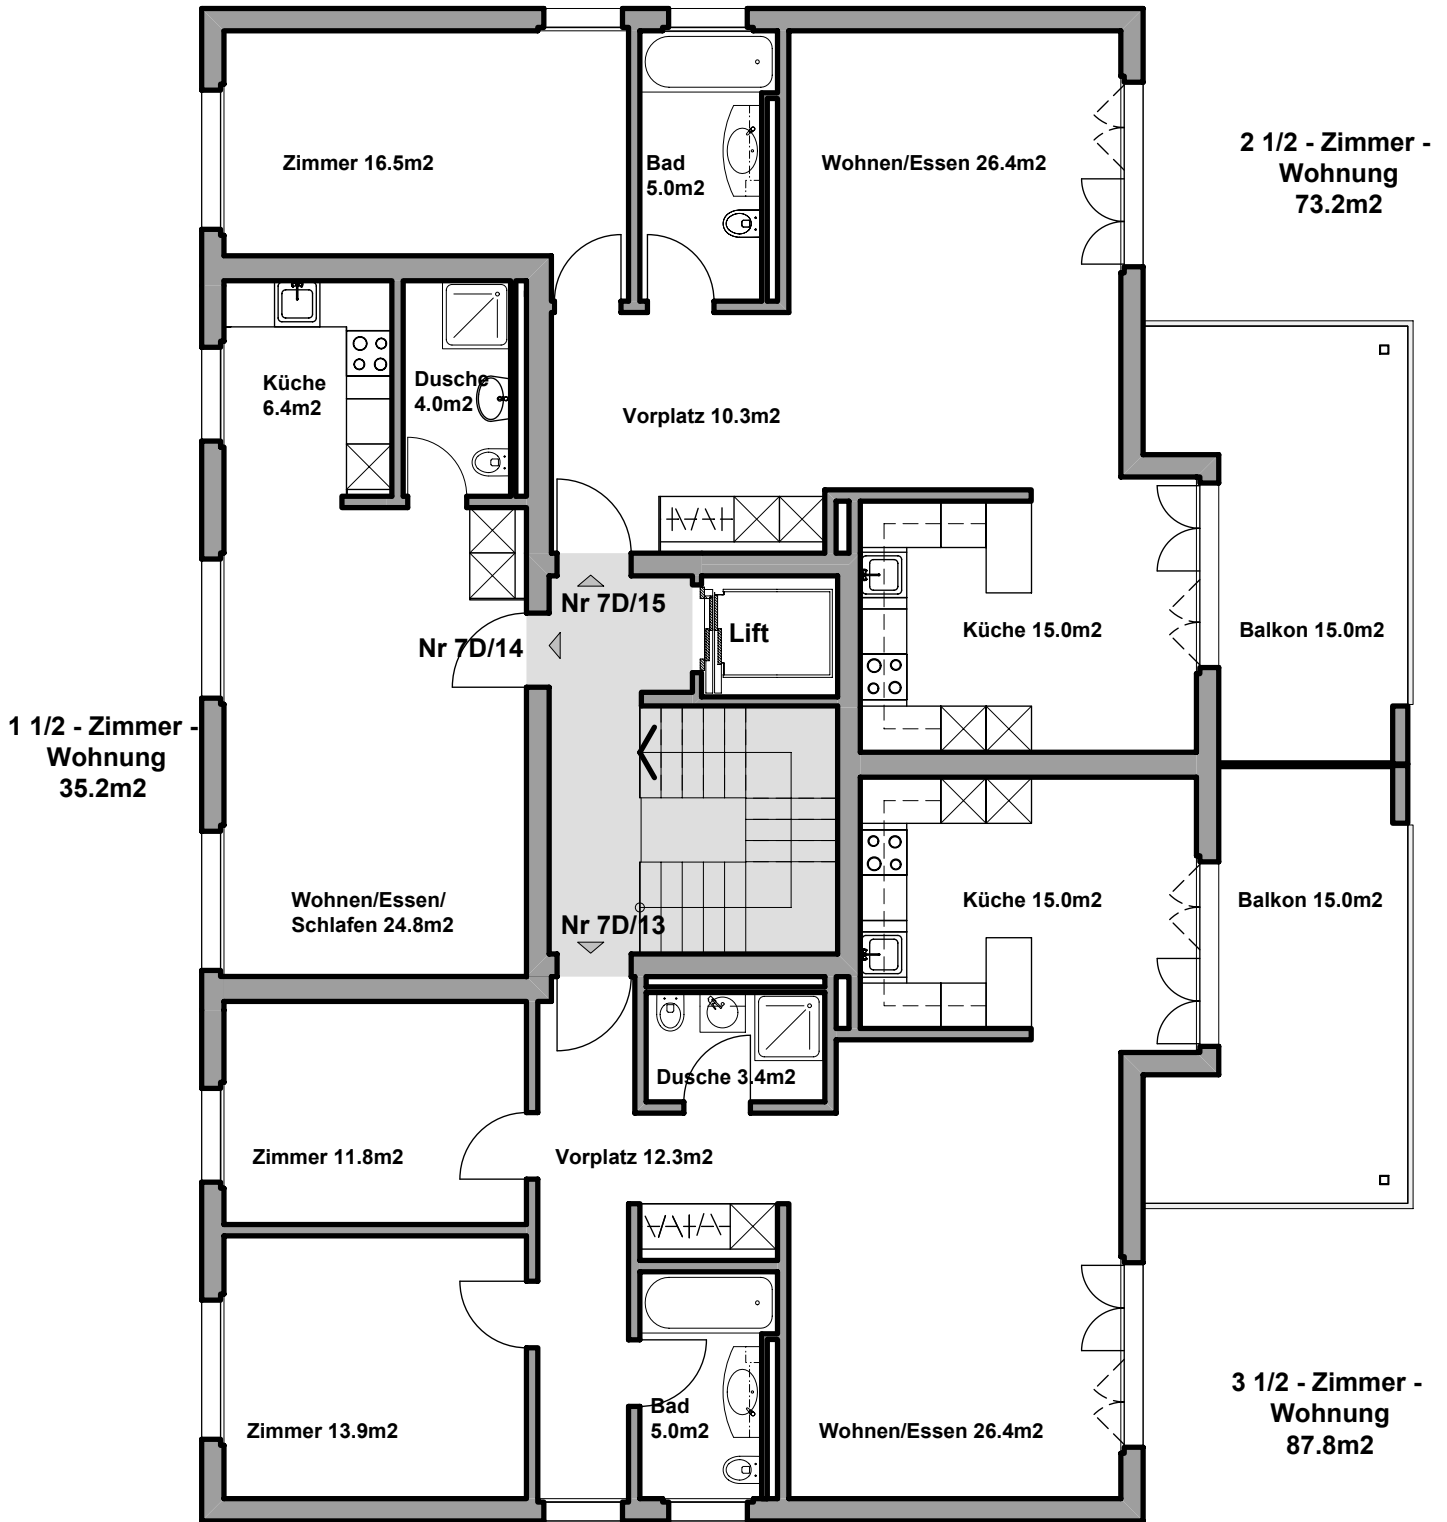 Zimmer 16.5m2
Bad
5.0m2
Wohnen/Essen 26.4m2
2 1/2 - Zimmer -
Wohnung
73.2m2
Küche
6.4m2
Dusche
4.0m2
Vorplatz 10.3m2
Nr 7D/15
Nr 7D/14
Lift
Küche 15.0m2
Balkon 15.0m2
1 1/2 - Zimmer -
Wohnung
35.2m2
Wohnen/Essen/
Schlafen 24.8m2
Nr 7D/13
Küche 15.0m2
Balkon 15.0m2
Dusche 3.4m2
Zimmer 11.8m2
Vorplatz 12.3m2
Zimmer 13.9m2
Bad
5.0m2
Wohnen/Essen 26.4m2
3 1/2 - Zimmer -
Wohnung
87.8m2